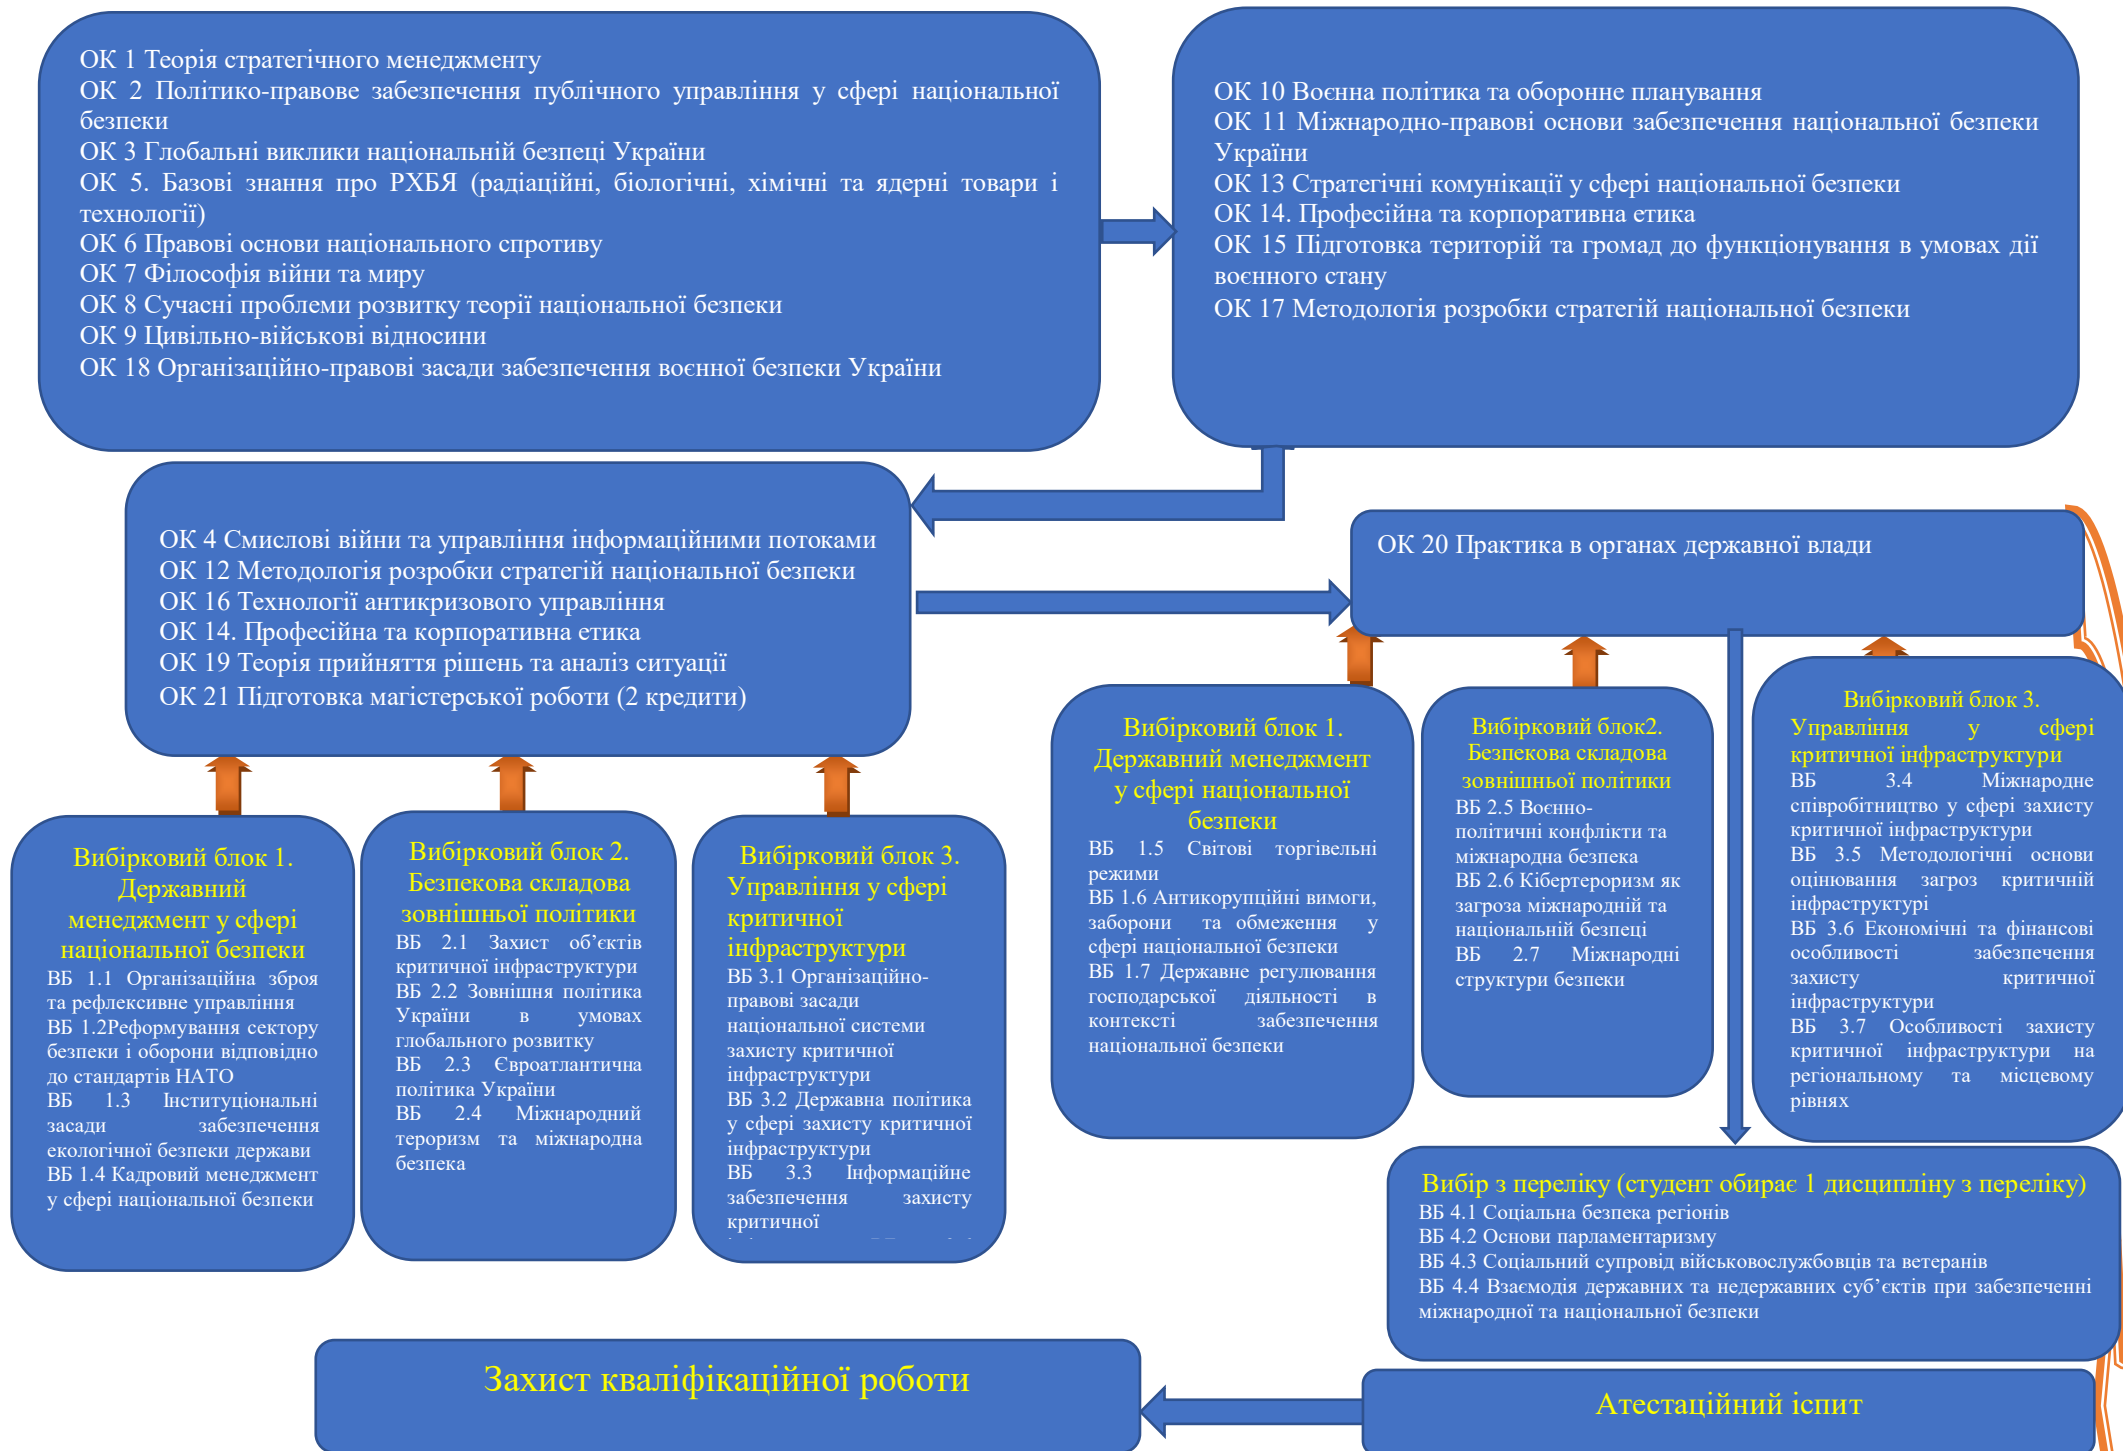 ОК 1 Теорія стратегічного менеджменту
ОК 2 Політико-правове забезпечення публічного управління у сфері національної
безпеки
ОК 3 Глобальні виклики національній безпеці України
ОК 5. Базові знання про РХБЯ (радіаційні, біологічні, хімічні та ядерні товари і
технології)
ОК 6 Правові основи національного спротиву
ОК 7 Філософія війни та миру
ОК 8 Сучасні проблеми розвитку теорії національної безпеки
ОК 9 Цивільно-військові відносини
ОК 18 Організаційно-правові засади забезпечення воєнної безпеки України
ОК 10 Воєнна політика та оборонне планування
ОК 11 Міжнародно-правові основи забезпечення національної безпеки
України
ОК 13 Стратегічні комунікації у сфері національної безпеки
ОК 14. Професійна та корпоративна етика
ОК 15 Підготовка територій та громад до функціонування в умовах дії
воєнного стану
ОК 17 Методологія розробки стратегій національної безпеки
ОК 4 Смислові війни та управління інформаційними потоками
ОК 12 Методологія розробки стратегій національної безпеки
ОК 16 Технології антикризового управління
ОК 14. Професійна та корпоративна етика
ОК 19 Теорія прийняття рішень та аналіз ситуації
ОК 21 Підготовка магістерської роботи (2 кредити)
ОК 20 Практика в органах державної влади
Вибірковий блок 1.
Державний
менеджмент у сфері
національної безпеки
ВБ 1.1 Організаційна зброя
та рефлексивне управління
ВБ 1.2Реформування сектору
безпеки і оборони відповідно
до стандартів НАТО
ВБ 1.3 Інституціональні
засади забезпечення
екологічної безпеки держави
ВБ 1.4 Кадровий менеджмент
у сфері національної безпеки
Вибірковий блок 2.
Безпекова складова
зовнішньої політики
ВБ 2.1 Захист об’єктів
критичної інфраструктури
ВБ 2.2 Зовнішня політика
України в умовах
глобального розвитку
ВБ 2.3 Євроатлантична
політика України
ВБ 2.4 Міжнародний
тероризм та міжнародна
безпека
Вибірковий блок 3.
Управління у сфері
критичної
інфраструктури
ВБ 3.1 Організаційно-
правові засади
національної системи
захисту критичної
інфраструктури
ВБ 3.2 Державна політика
у сфері захисту критичної
інфраструктури
ВБ 3.3 Інформаційне
забезпечення захисту
критичної
Вибірковий блок 1.
Державний менеджмент
у сфері національної
безпеки
ВБ 1.5 Світові торгівельні
режими
ВБ 1.6 Антикорупційні вимоги,
заборони та обмеження у
сфері національної безпеки
ВБ 1.7 Державне регулювання
господарської діяльності в
контексті забезпечення
національної безпеки
Вибірковий блок2.
Безпекова складова
зовнішньої політики
ВБ 2.5 Воєнно-
політичні конфлікти та
міжнародна безпека
ВБ 2.6 Кібертероризм як
загроза міжнародній та
національній безпеці
ВБ 2.7 Міжнародні
структури безпеки
Вибірковий блок 3.
Управління у сфері
критичної інфраструктури
ВБ 3.4 Міжнародне
співробітництво у сфері захисту
критичної інфраструктури
ВБ 3.5 Методологічні основи
оцінювання загроз критичній
інфраструктурі
ВБ 3.6 Економічні та фінансові
особливості забезпечення
захисту критичної
інфраструктури
ВБ 3.7 Особливості захисту
критичної інфраструктури на
регіональному та місцевому
рівнях
Вибір з переліку (студент обирає 1 дисципліну з переліку)
ВБ 4.1 Соціальна безпека регіонів
ВБ 4.2 Основи парламентаризму
ВБ 4.3 Соціальний супровід військовослужбовців та ветеранів
ВБ 4.4 Взаємодія державних та недержавних суб’єктів при забезпеченні
міжнародної та національної безпеки
Захист кваліфікаційної роботи
Атестаційний іспит